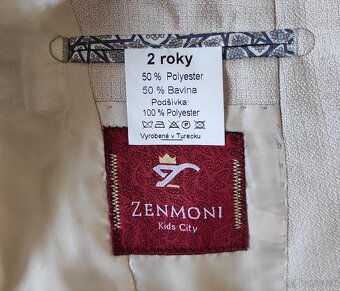 2 roky
50 % Polyester
50 % Bavlna
Podšívka:
100 % Polyester
Vyrobené v Turecku
ZENMONI
Kids City